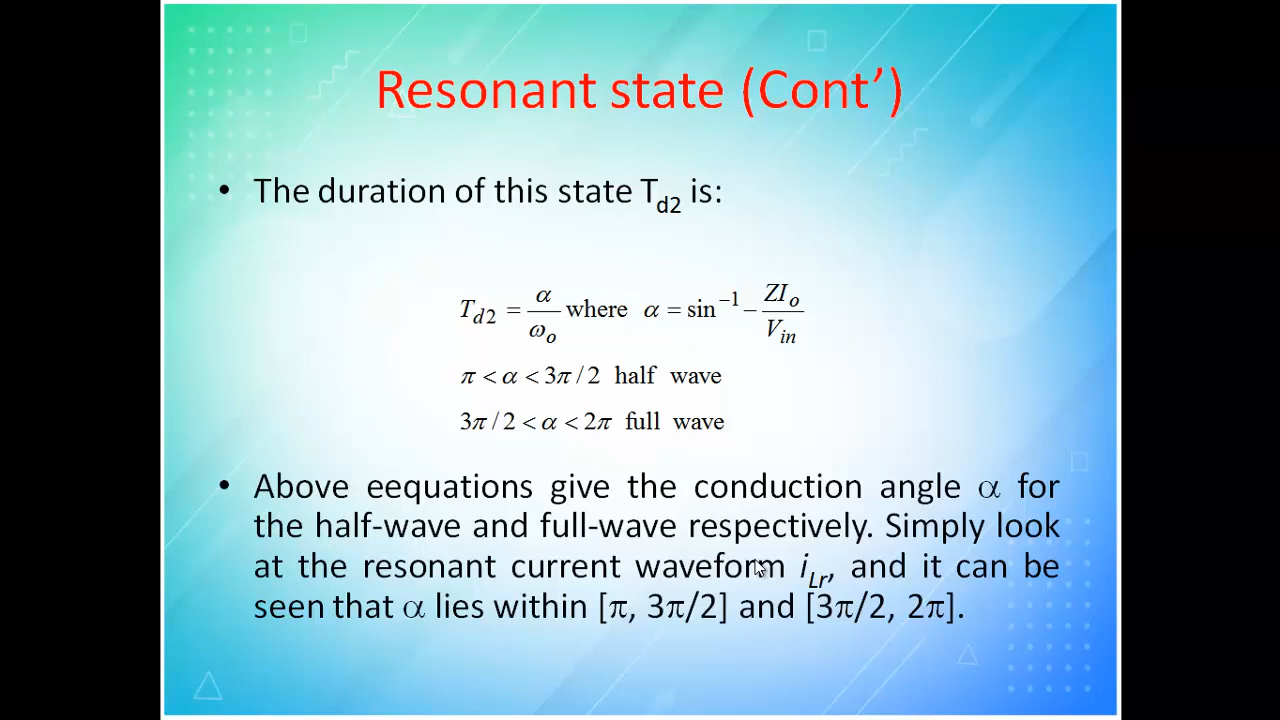 Resonant state (Cont’)
• The duration of this state T_d2 is:
T_d2 = α/ω_o where α = sin⁻¹ − ZI_o/V_in
π < α < 3π / 2 half wave
3π / 2 < α < 2π full wave
• Above eequations give the conduction angle α for
the half-wave and full-wave respectively. Simply look
at the resonant current waveform i_Lr, and it can be
seen that α lies within [π, 3π/2] and [3π/2, 2π].